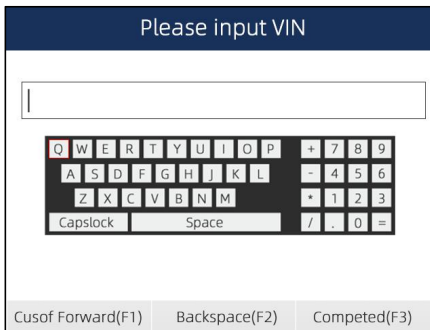 Please input VIN
Q W E R T Y U I O P + 7 8 9
A S D F G H J K L - 4 5 6
Z X C V B N M * 1 2 3
Capslock Space / . 0 =
Cusof Forward(F1) Backspace(F2) Competed(F3)